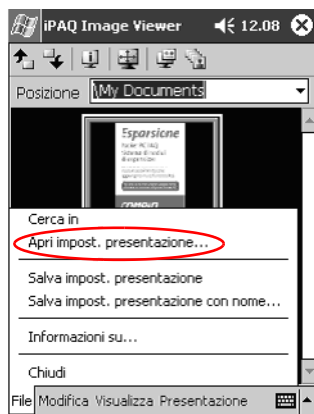 iPAQ Image Viewer 12.08
Posizione \My Documents
Espansione
Cerca in
Apri impost. presentazione...
Salva impost. presentazione
Salva impost. presentazione con nome...
Informazioni su...
Chiudi
File Modifica Visualizza Presentazione